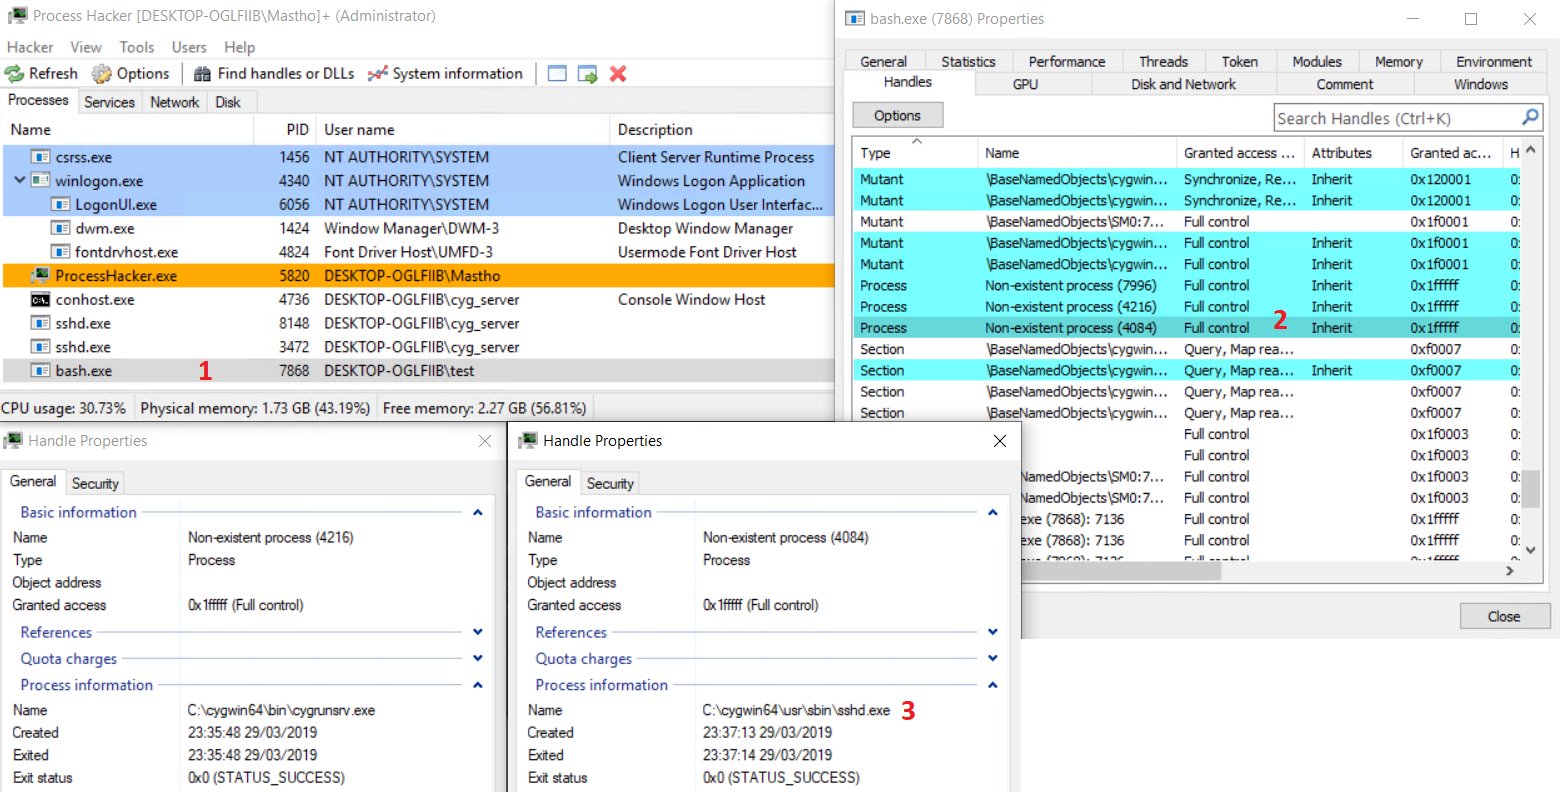 Process Hacker [DESKTOP-OGLFIIB\Mastho]+ (Administrator)
Hacker View Tools Users Help
Refresh Options Find handles or DLLs System information
Processes Services Network Disk
Name PID User name Description
csrss.exe 1456 NT AUTHORITY\SYSTEM Client Server Runtime Process
winlogon.exe 4340 NT AUTHORITY\SYSTEM Windows Logon Application
LogonUI.exe 6056 NT AUTHORITY\SYSTEM Windows Logon User Interfac...
dwm.exe 1424 Window Manager\DWM-3 Desktop Window Manager
fontdrvhost.exe 4824 Font Driver Host\UMFD-3 Usermode Font Driver Host
ProcessHacker.exe 5820 DESKTOP-OGLFIIB\Mastho
conhost.exe 4736 DESKTOP-OGLFIIB\cyg_server Console Window Host
sshd.exe 8148 DESKTOP-OGLFIIB\cyg_server
sshd.exe 3472 DESKTOP-OGLFIIB\cyg_server
bash.exe 1 7868 DESKTOP-OGLFIIB\test
CPU usage: 30.73% Physical memory: 1.73 GB (43.19%) Free memory: 2.27 GB (56.81%)
bash.exe (7868) Properties
General Statistics Performance Threads Token Modules Memory Environment
Handles GPU Disk and Network Comment Windows
Options Search Handles (Ctrl+K)
Type Name Granted access ... Attributes Granted ac... H
Mutant \BaseNamedObjects\cygwin... Synchronize, Re... Inherit 0x120001 0:
Mutant \BaseNamedObjects\cygwin... Synchronize, Re... Inherit 0x120001 0:
Mutant \BaseNamedObjects\SM0:7... Full control 0x1f0001 0:
Mutant \BaseNamedObjects\cygwin... Full control Inherit 0x1f0001 0:
Mutant \BaseNamedObjects\cygwin... Full control Inherit 0x1f0001 0:
Process Non-existent process (7996) Full control Inherit 0x1fffff 0:
Process Non-existent process (4216) Full control Inherit 0x1fffff 0:
Process Non-existent process (4084) Full control 2 Inherit 0x1fffff 0:
Section \BaseNamedObjects\cygwin... Query, Map rea... 0xf0007 0:
Section \BaseNamedObjects\cygwin... Query, Map rea... Inherit 0xf0007 0:
Section \BaseNamedObjects\cygwin... Query, Map rea... 0xf0007 0:
Section \BaseNamedObjects\cygwin... Query, Map rea... 0xf0007 0:
Full control 0x1f0003 0:
Full control 0x1f0003 0:
NamedObjects\SM0:7... Full control 0x1f0003 0:
NamedObjects\SM0:7... Full control 0x1f0003 0:
exe (7868): 7136 Full control 0x1fffff 0:
exe (7868): 7136 Full control 0x1fffff 0:
exe (7868): 7136 Full control 0x1fffff 0:
Close
Handle Properties
General Security
Basic information
Name Non-existent process (4216)
Type Process
Object address
Granted access 0x1fffff (Full control)
References
Quota charges
Process information
Name C:\cygwin64\bin\cygrunsrv.exe
Created 23:35:48 29/03/2019
Exited 23:35:48 29/03/2019
Exit status 0x0 (STATUS_SUCCESS)
Handle Properties
General Security
Basic information
Name Non-existent process (4084)
Type Process
Object address
Granted access 0x1fffff (Full control)
References
Quota charges
Process information
Name C:\cygwin64\usr\sbin\sshd.exe 3
Created 23:37:13 29/03/2019
Exited 23:37:14 29/03/2019
Exit status 0x0 (STATUS_SUCCESS)